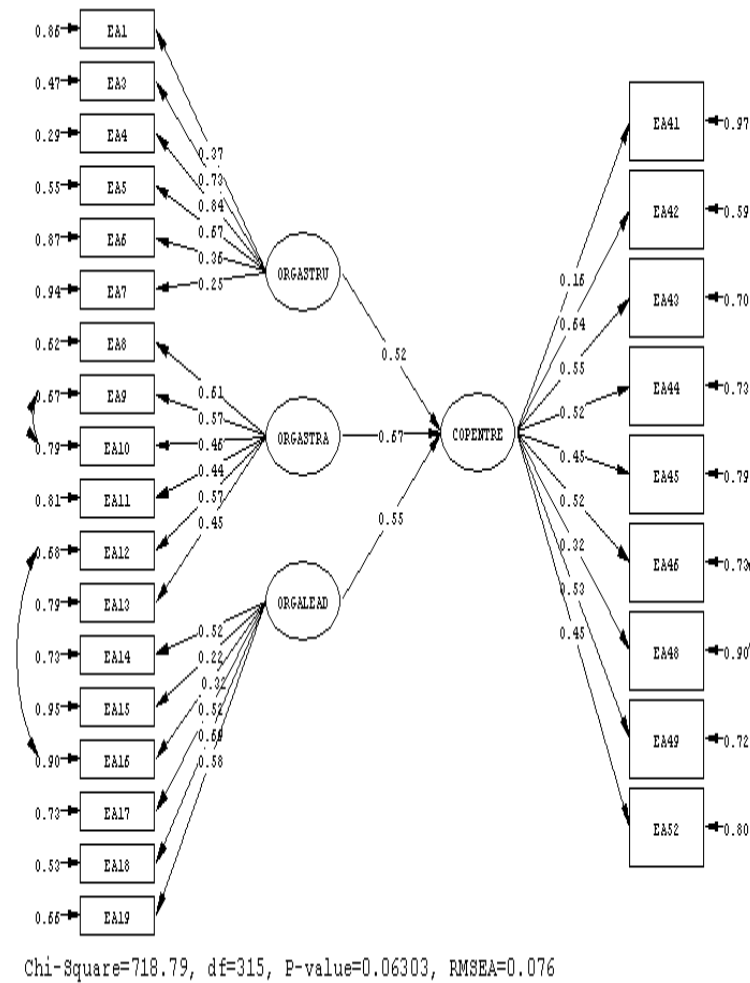 0.86 EA1
0.47 EA3
0.29 EA4
0.55 EA5
0.87 EA6
0.94 EA7
0.62 EA8
0.67 EA9
0.79 EA10
0.81 EA11
0.68 EA12
0.79 EA13
0.73 EA14
0.95 EA15
0.90 EA16
0.73 EA17
0.53 EA18
0.66 EA19
0.37
0.73
0.84
0.67
0.36
0.25
0.61
0.57
0.46
0.44
0.57
0.45
0.52
0.22
0.32
0.52
0.69
0.58
ORGASTRU
ORGASTRA
ORGALEAD
0.52
0.67
0.55
COPENTRE
0.16
0.64
0.55
0.52
0.45
0.52
0.32
0.53
0.45
EA41 0.97
EA42 0.59
EA43 0.70
EA44 0.73
EA45 0.79
EA46 0.73
EA48 0.90
EA49 0.72
EA52 0.80
Chi-Square=718.79, df=315, P-value=0.06303, RMSEA=0.076